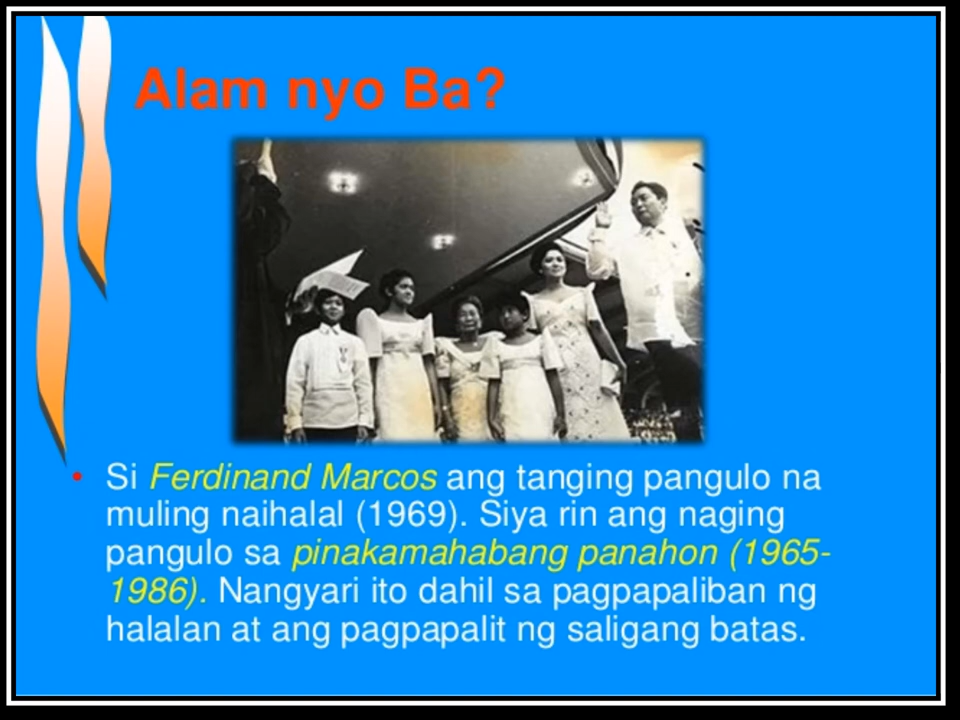 Alam nyo Ba?
• Si Ferdinand Marcos ang tanging pangulo na
muling naihalal (1969). Siya rin ang naging
pangulo sa pinakamahabang panahon (1965-
1986). Nangyari ito dahil sa pagpapaliban ng
halalan at ang pagpapalit ng saligang batas.